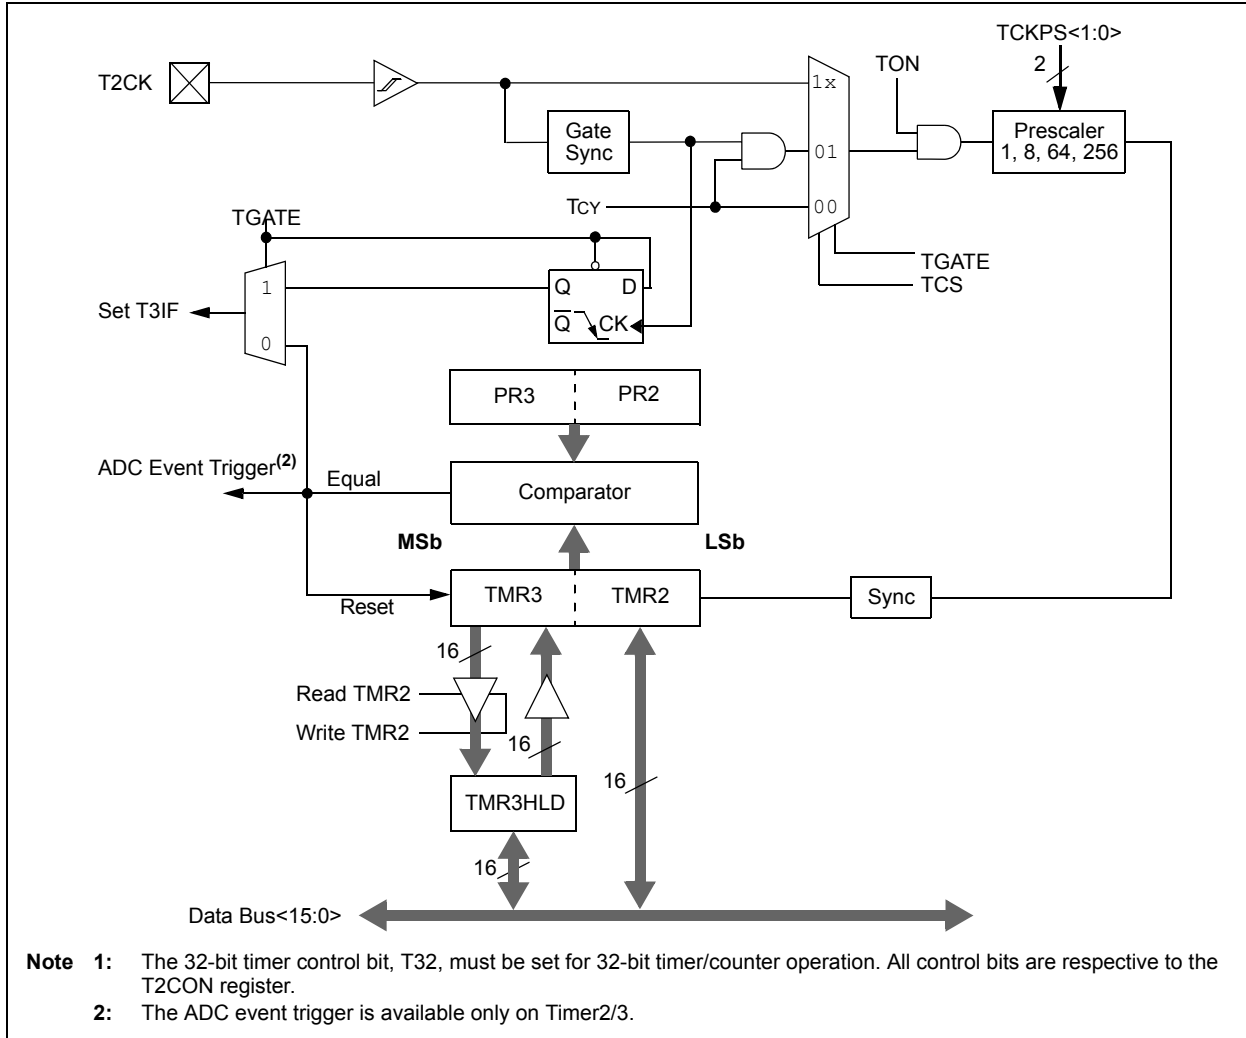 TCKPS<1:0>
2
TON
T2CK
1x
Gate
Sync
Prescaler
1, 8, 64, 256
01
TCY
00
TGATE
TGATE
TCS
1
Q
D
Set T3IF
Q
CK
0
PR3
PR2
ADC Event Trigger(2)
Equal
Comparator
MSb
LSb
TMR3
TMR2
Sync
Reset
16
Read TMR2
Write TMR2
16
16
TMR3HLD
16
Data Bus<15:0>
Note 1: The 32-bit timer control bit, T32, must be set for 32-bit timer/counter operation. All control bits are respective to the
T2CON register.
2: The ADC event trigger is available only on Timer2/3.